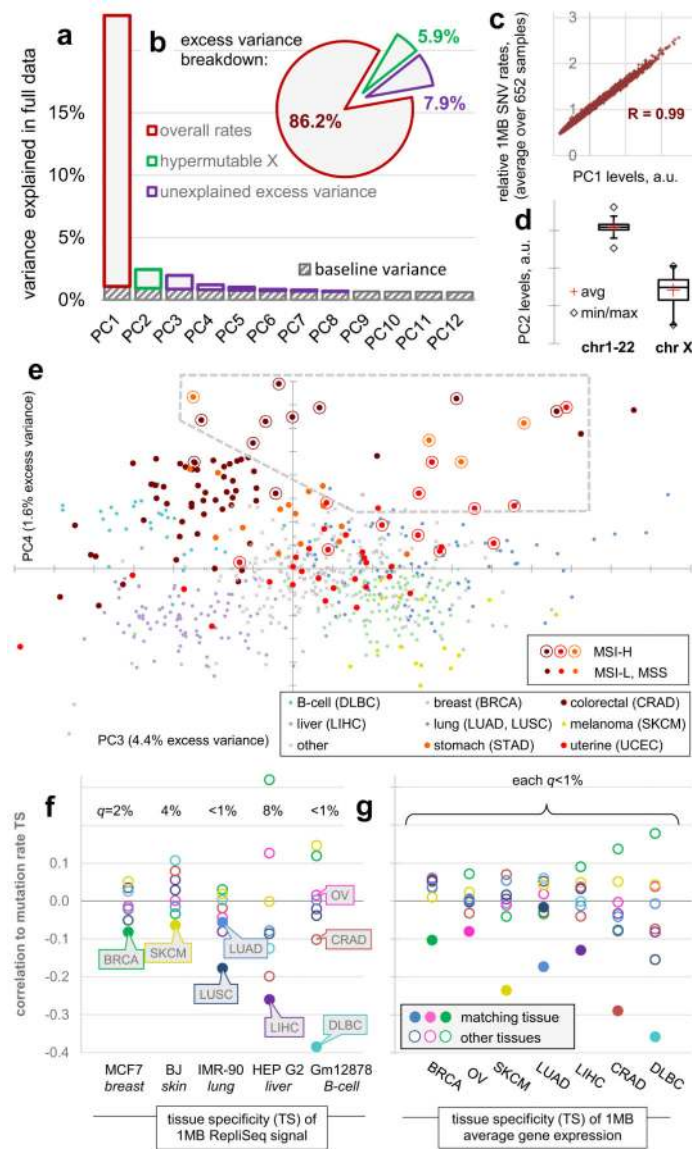 a
variance explained in full data
15%
10%
5%
0%
overall rates
hypermutable X
unexplained excess variance
baseline variance
PC1 PC2 PC3 PC4 PC5 PC6 PC7 PC8 PC9 PC10 PC11 PC12
b
excess variance
breakdown:
5.9%
7.9%
86.2%
c
relative 1MB SNV rates,
(average over 652 samples)
3
2
1
0
R = 0.99
PC1 levels, a.u.
d
PC2 levels, a.u.
avg
min/max
chr1-22 chr X
e
PC4 (1.6% excess variance)
MSI-H
MSI-L, MSS
PC3 (4.4% excess variance)
B-cell (DLBC) breast (BRCA) colorectal (CRAD)
liver (LIHC) lung (LUAD, LUSC) melanoma (SKCM)
other stomach (STAD) uterine (UCEC)
f
correlation to mutation rate TS
q=2% 4% <1% 8% <1%
0.1
0.0
-0.1
-0.2
-0.3
-0.4
BRCA
SKCM
LUAD
LUSC
LIHC
OV
CRAD
DLBC
MCF7 BJ IMR-90 HEP G2 Gm12878
breast skin lung liver B-cell
tissue specificity (TS) of
1MB RepliSeq signal
g
each q<1%
matching tissue
other tissues
BRCA OV SKCM LUAD LIHC CRAD DLBC
tissue specificity (TS) of 1MB
average gene expression